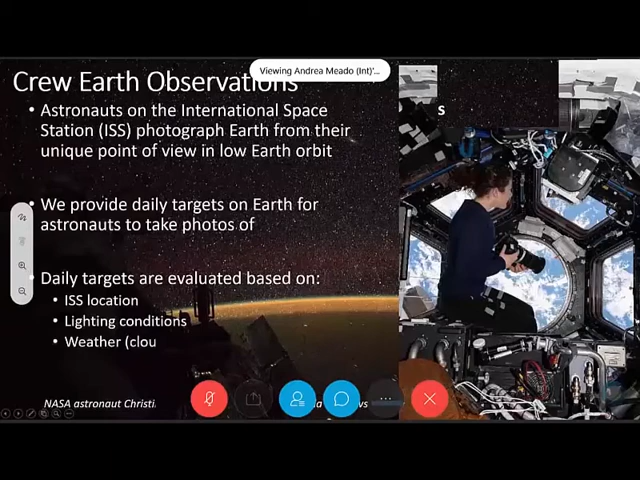 Viewing Andrea Meado (Int)'...
Crew Earth Observations
• Astronauts on the International Space
Station (ISS) photograph Earth from their
unique point of view in low Earth orbit
s
• We provide daily targets on Earth for
astronauts to take photos of
• Daily targets are evaluated based on:
• ISS location
• Lighting conditions
• Weather (clou
NASA astronaut Christi